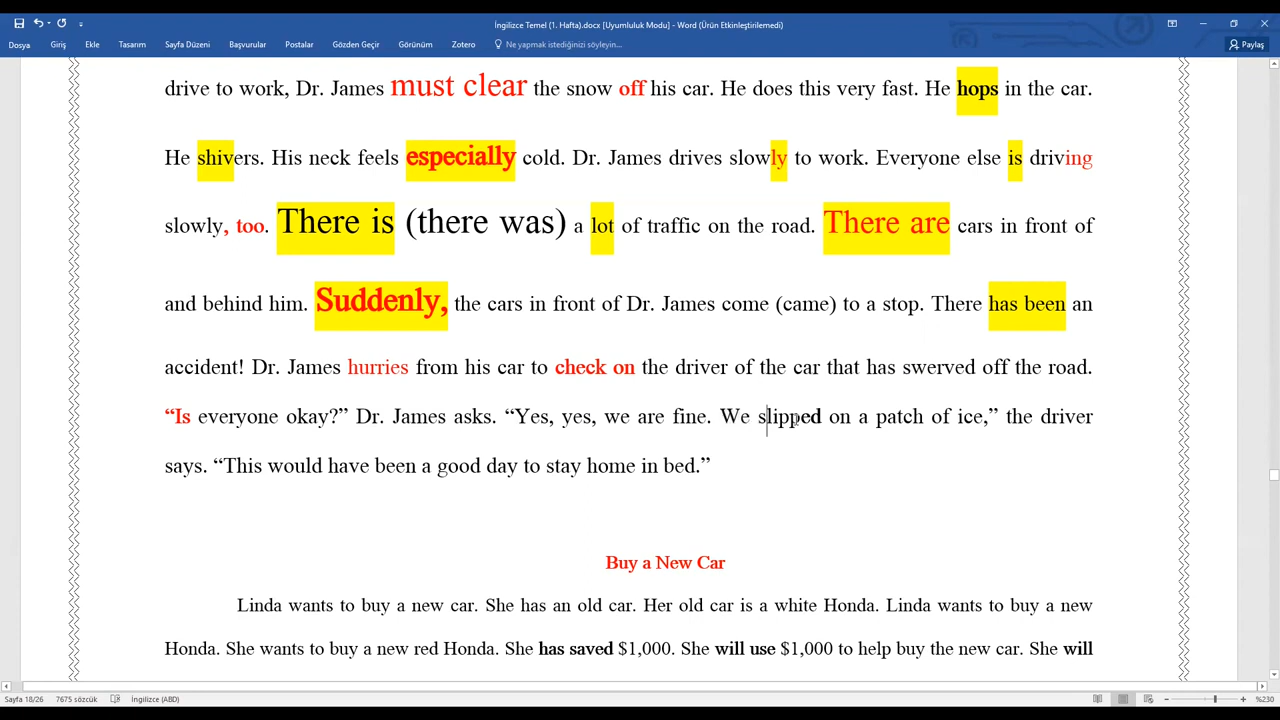 İngilizce Temel (1. Hafta).docx [Uyumluluk Modu] - Word (Ürün Etkinleştirilemedi)
Dosya Giriş Ekle Tasarım Sayfa Düzeni Başvurular Postalar Gözden Geçir Görünüm Zotero Ne yapmak istediğinizi söyleyin... Paylaş
drive to work, Dr. James must clear the snow off his car. He does this very fast. He hops in the car.
He shivers. His neck feels especially cold. Dr. James drives slowly to work. Everyone else is driving
slowly, too. There is (there was) a lot of traffic on the road. There are cars in front of
and behind him. Suddenly, the cars in front of Dr. James come (came) to a stop. There has been an
accident! Dr. James hurries from his car to check on the driver of the car that has swerved off the road.
“Is everyone okay?” Dr. James asks. “Yes, yes, we are fine. We slipped on a patch of ice,” the driver
says. “This would have been a good day to stay home in bed.”
Buy a New Car
Linda wants to buy a new car. She has an old car. Her old car is a white Honda. Linda wants to buy a new
Honda. She wants to buy a new red Honda. She has saved $1,000. She will use $1,000 to help buy the new car. She will
Sayfa 18/26 7675 sözcük İngilizce (ABD) %230